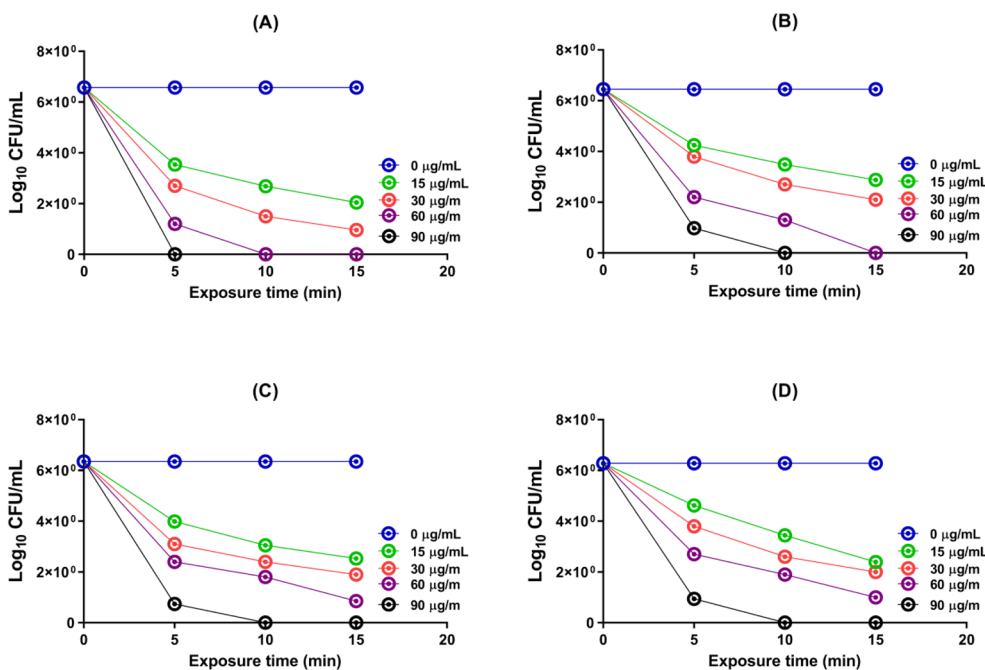 (A)
Log10 CFU/mL
8×10⁰
6×10⁰
4×10⁰
2×10⁰
0
0 5 10 15 20
Exposure time (min)
0 μg/mL
15 μg/mL
30 μg/m
60 μg/m
90 μg/m
(B)
Log10 CFU/mL
8×10⁰
6×10⁰
4×10⁰
2×10⁰
0
0 5 10 15 20
Exposure time (min)
0 μg/mL
15 μg/mL
30 μg/m
60 μg/m
90 μg/m
(C)
Log10 CFU/mL
8×10⁰
6×10⁰
4×10⁰
2×10⁰
0
0 5 10 15 20
Exposure time (min)
0 μg/mL
15 μg/mL
30 μg/m
60 μg/m
90 μg/m
(D)
Log10 CFU/mL
8×10⁰
6×10⁰
4×10⁰
2×10⁰
0
0 5 10 15 20
Exposure time (min)
0 μg/mL
15 μg/mL
30 μg/m
60 μg/m
90 μg/m